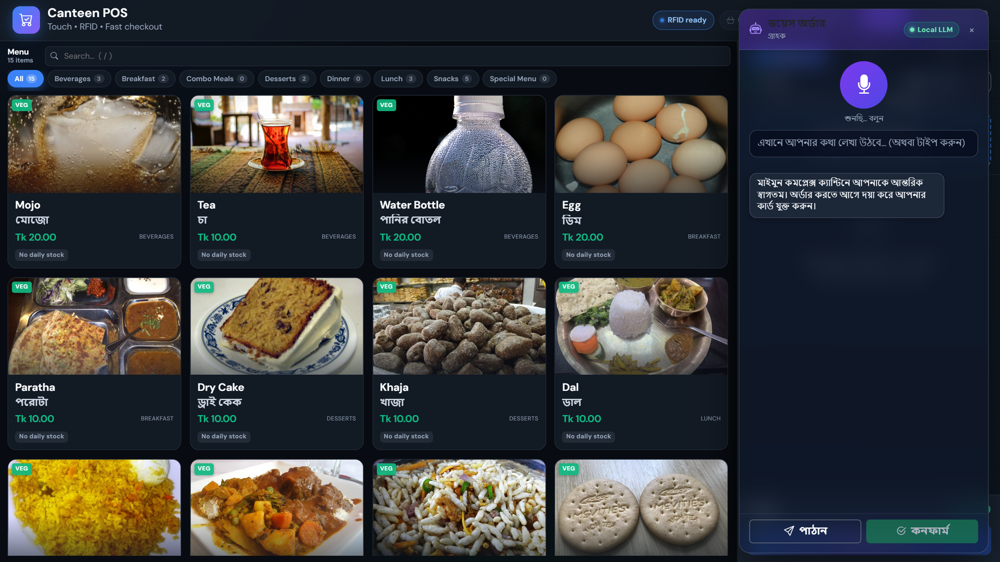 Canteen POS
Touch • RFID • Fast checkout
RFID ready
Menu
15 items
Search... ( / )
All 15
Beverages 3
Breakfast 2
Combo Meals 0
Desserts 2
Dinner 0
Lunch 3
Snacks 5
Special Menu 0
VEG
Mojo
মোজো
Tk 20.00
BEVERAGES
No daily stock
VEG
Tea
চা
Tk 10.00
BEVERAGES
No daily stock
VEG
Water Bottle
পানির বোতল
Tk 20.00
BEVERAGES
No daily stock
Egg
ডিম
Tk 20.00
BREAKFAST
No daily stock
VEG
Paratha
পরোটা
Tk 10.00
BREAKFAST
No daily stock
VEG
Dry Cake
ড্রাই কেক
Tk 10.00
DESSERTS
No daily stock
VEG
Khaja
খাজা
Tk 10.00
DESSERTS
No daily stock
VEG
Dal
ডাল
Tk 10.00
LUNCH
No daily stock
VEG
VEG
VEG
VEG
McVITIE'S
RICH TEA
McVITIE'S
RICH TEA
ভয়েস অর্ডার
গ্রাহক
Local LLM
×
শুনছি... বলুন
এখানে আপনার কথা লেখা উঠবে... (অথবা টাইপ করুন)
মাইমুন কমপ্লেক্স ক্যান্টিনে আপনাকে আন্তরিক
স্বাগতম। অর্ডার করতে আগে দয়া করে আপনার
কার্ড যুক্ত করুন।
পাঠান
কনফার্ম